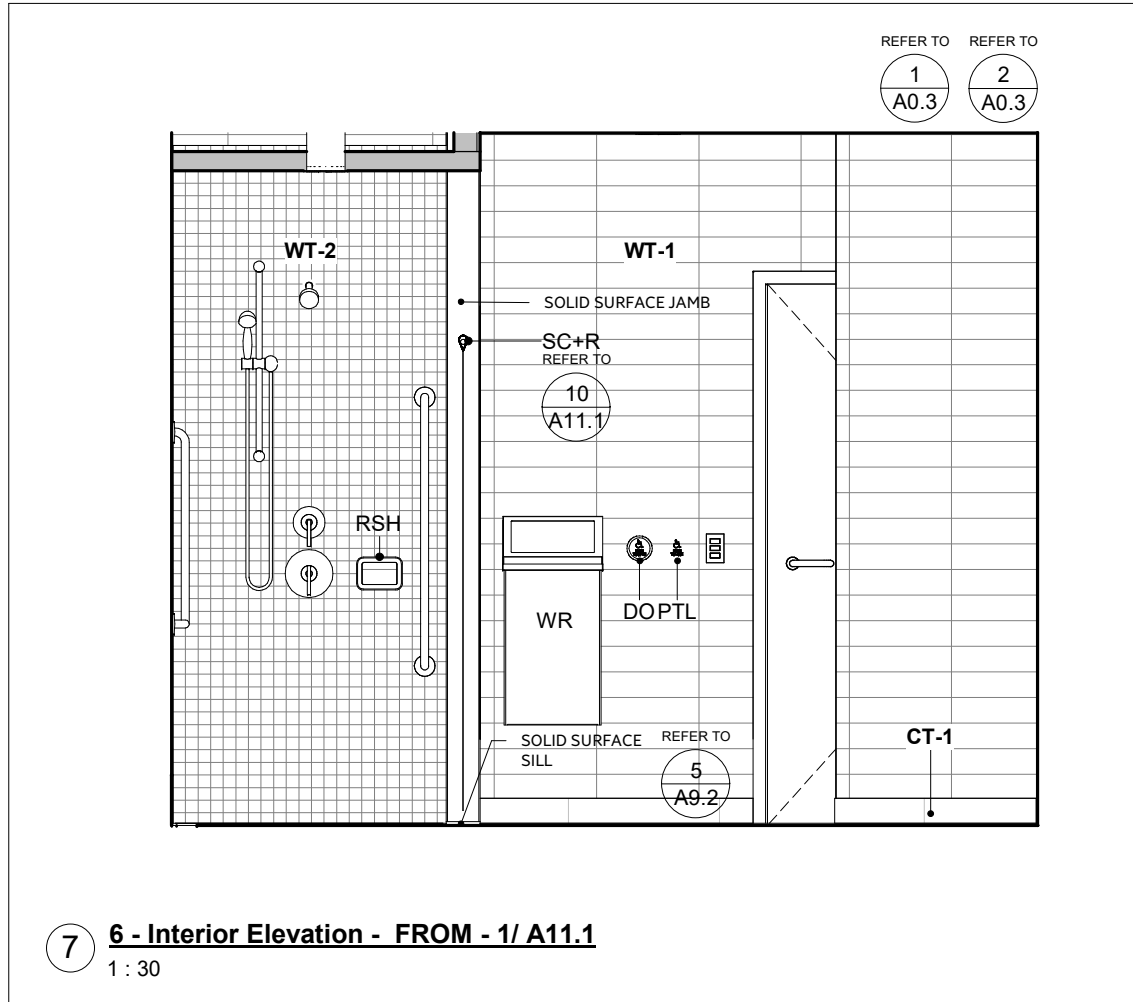 REFER TO REFER TO
1 2
A0.3 A0.3
WT-2 WT-1
SOLID SURFACE JAMB
SC+R
REFER TO
10
A11.1
RSH
WR
DO PTL
SOLID SURFACE
SILL
REFER TO
5
A9.2
CT-1
7 6 - Interior Elevation - FROM - 1/ A11.1
1 : 30